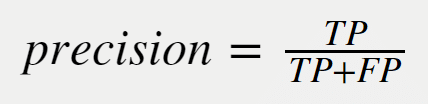 precision = TP / TP+FP